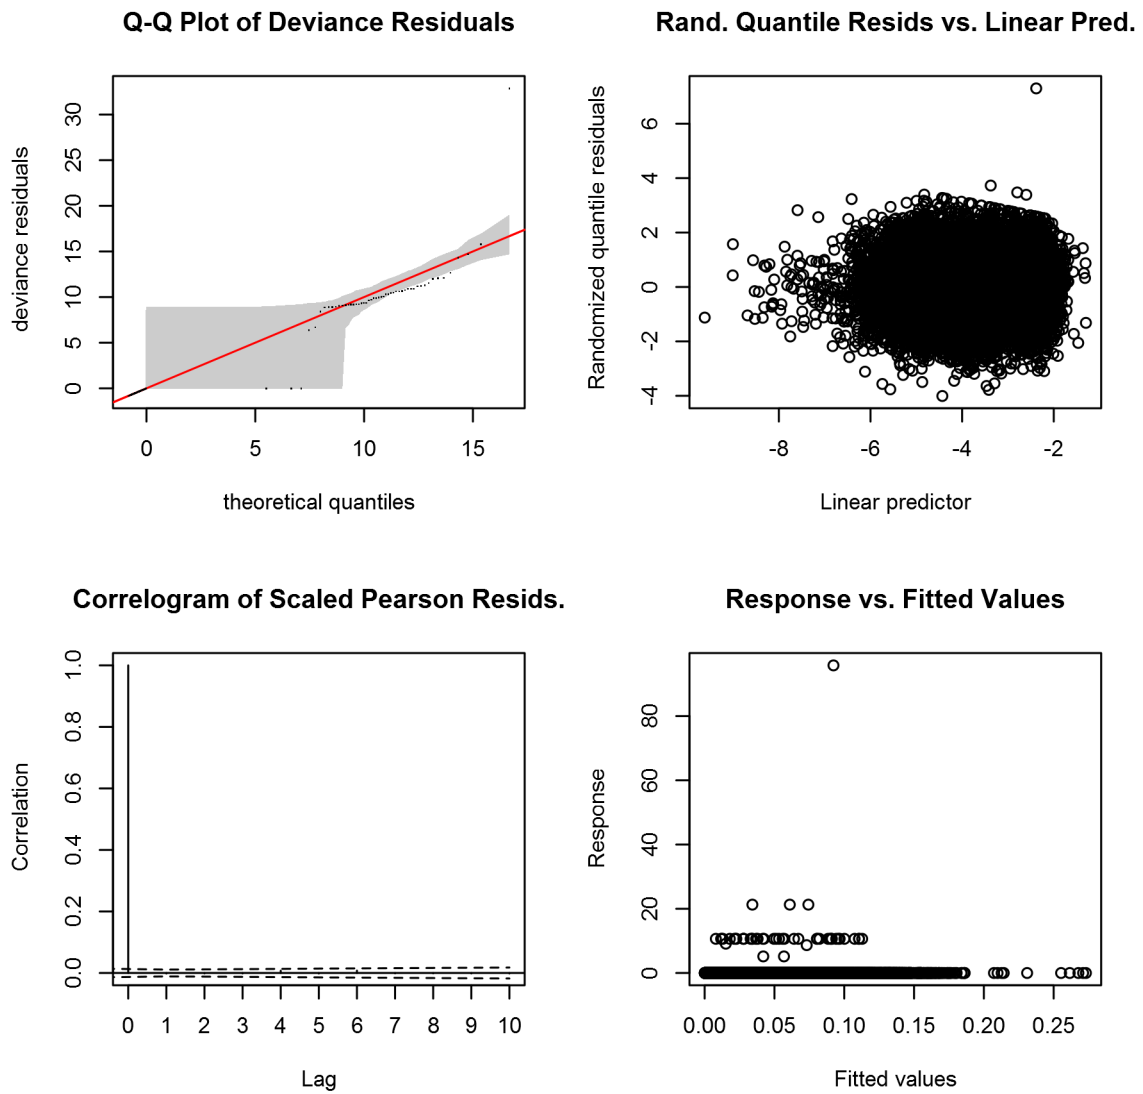 Q-Q Plot of Deviance Residuals
deviance residuals
0 5 10 15 20 25 30
0 5 10 15
theoretical quantiles
Rand. Quantile Resids vs. Linear Pred.
Randomized quantile residuals
-4 -2 0 2 4 6
-8 -6 -4 -2
Linear predictor
Correlogram of Scaled Pearson Resids.
Correlation
0.0 0.2 0.4 0.6 0.8 1.0
0 1 2 3 4 5 6 7 8 9 10
Lag
Response vs. Fitted Values
Response
0 20 40 60 80
0.00 0.05 0.10 0.15 0.20 0.25
Fitted values